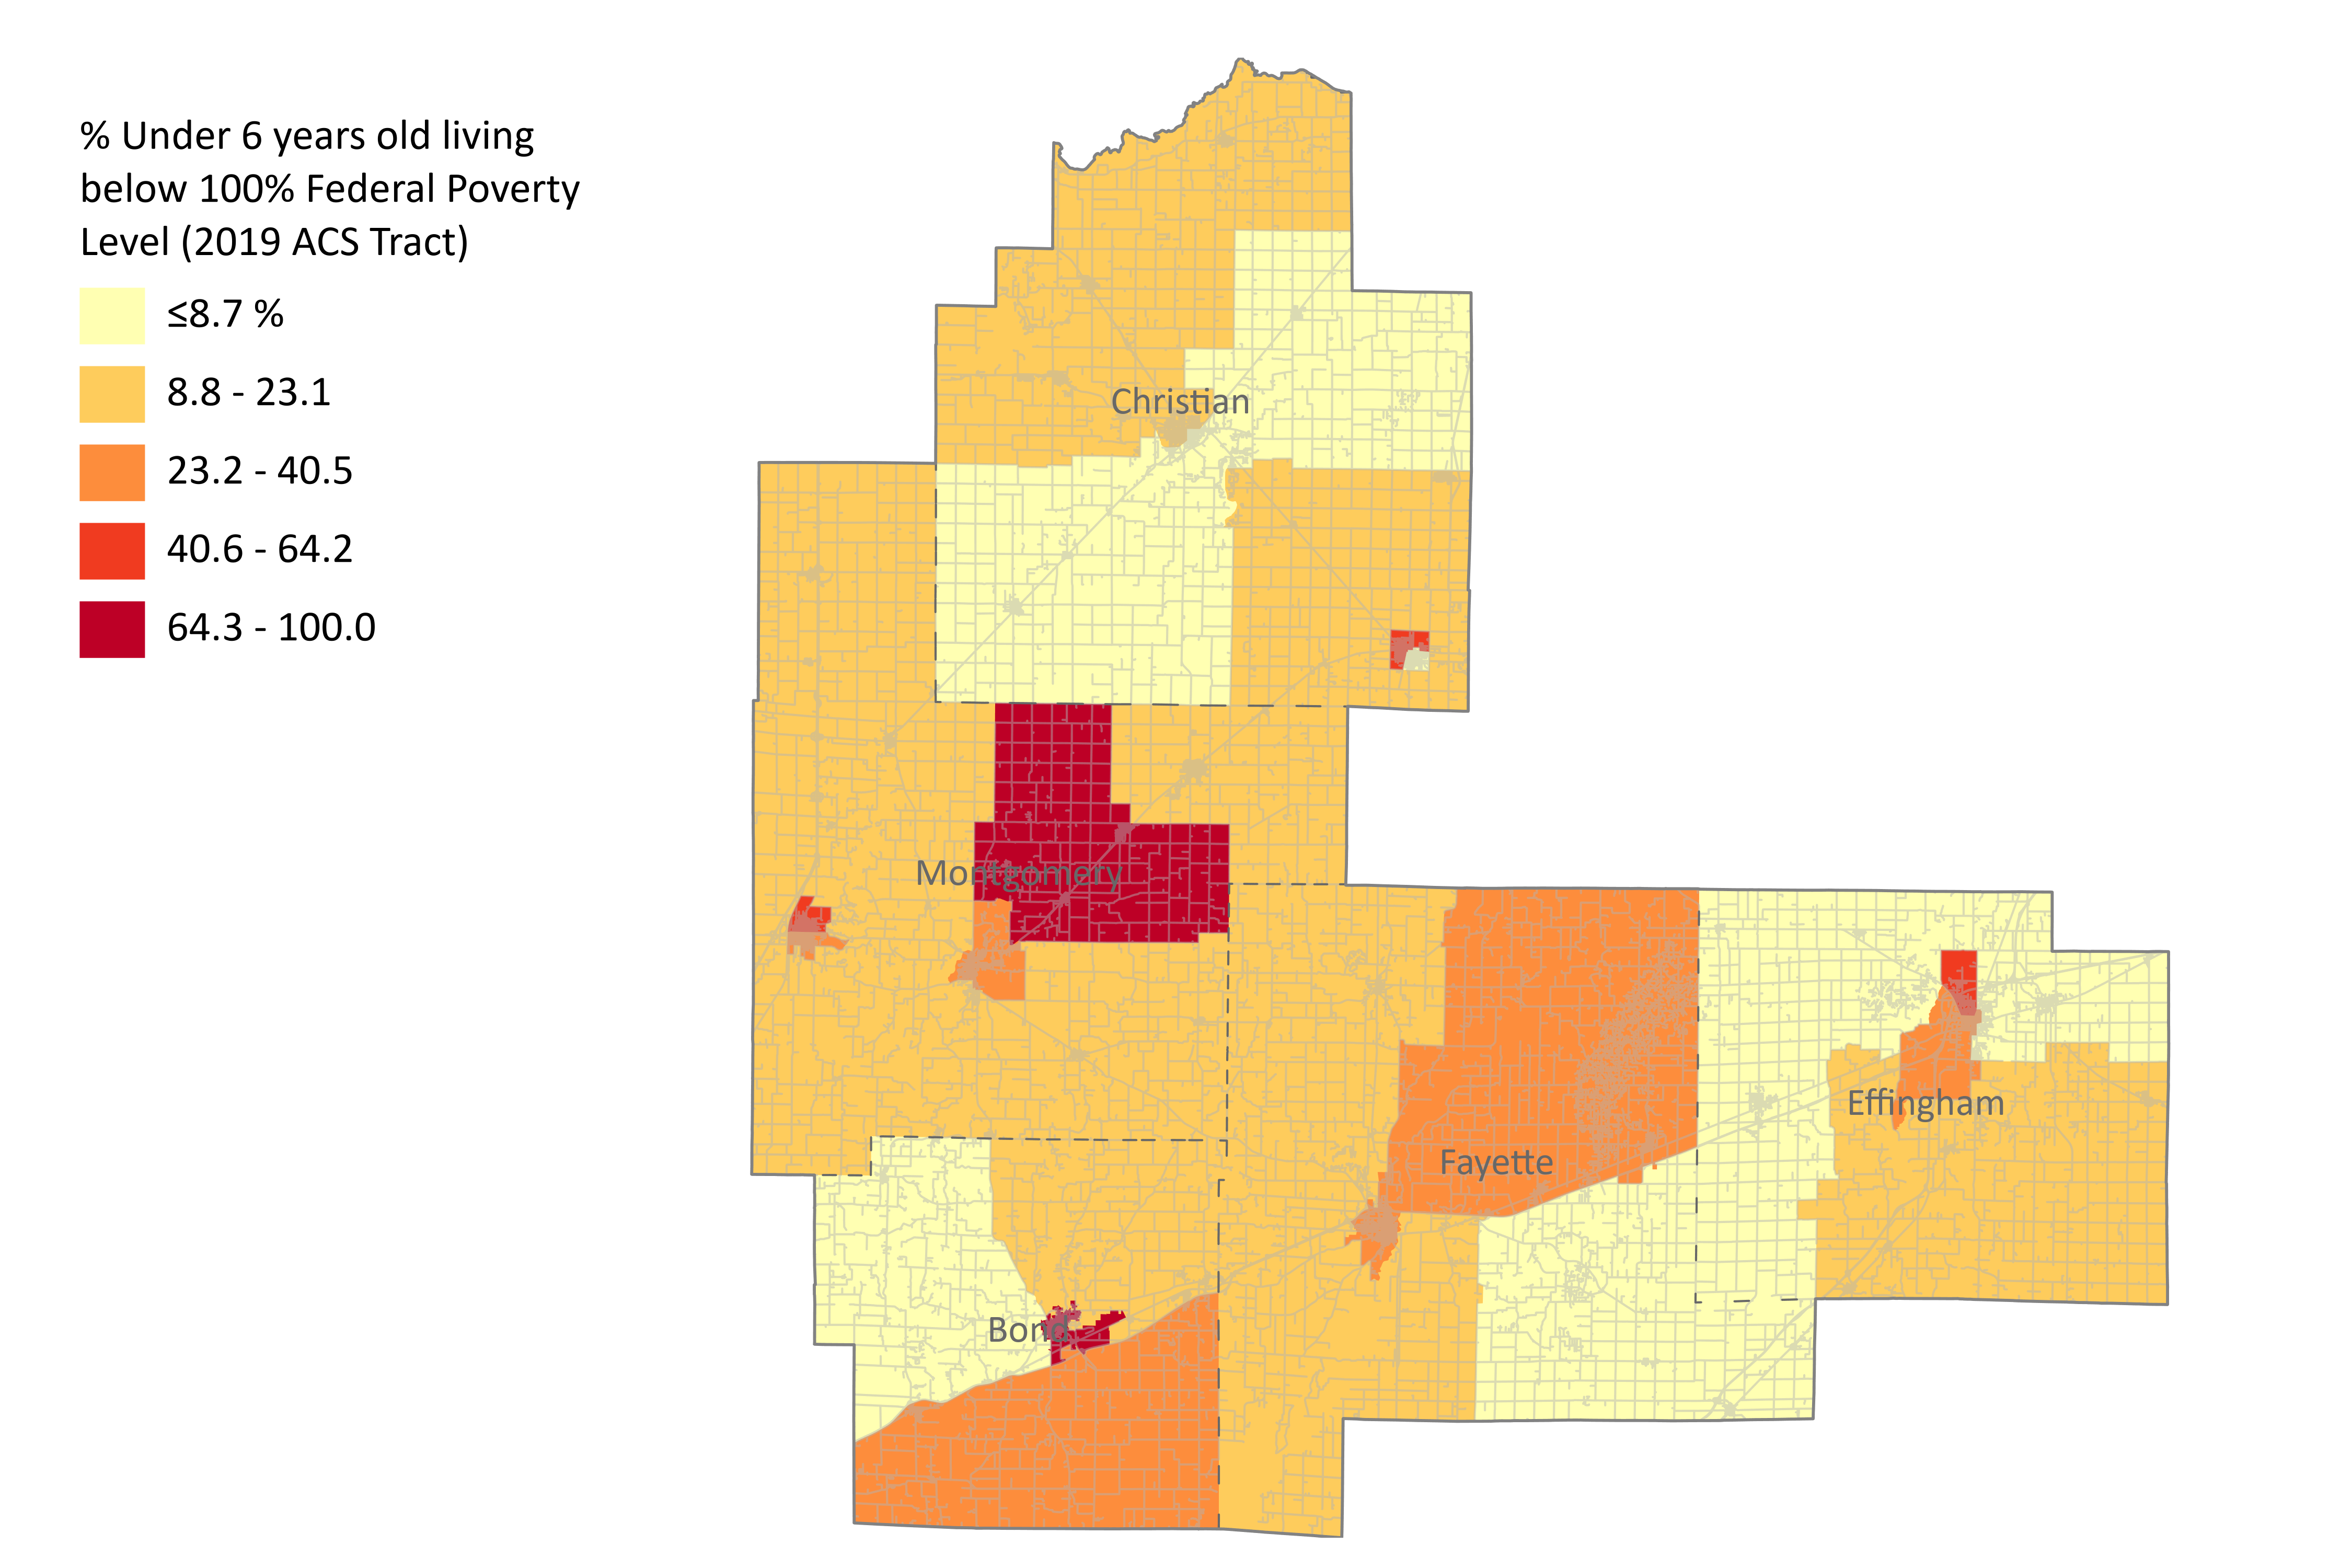 % Under 6 years old living
below 100% Federal Poverty
Level (2019 ACS Tract)
≤8.7 %
8.8 - 23.1
23.2 - 40.5
40.6 - 64.2
64.3 - 100.0
Christian
Montgomery
Effingham
Fayette
Bond